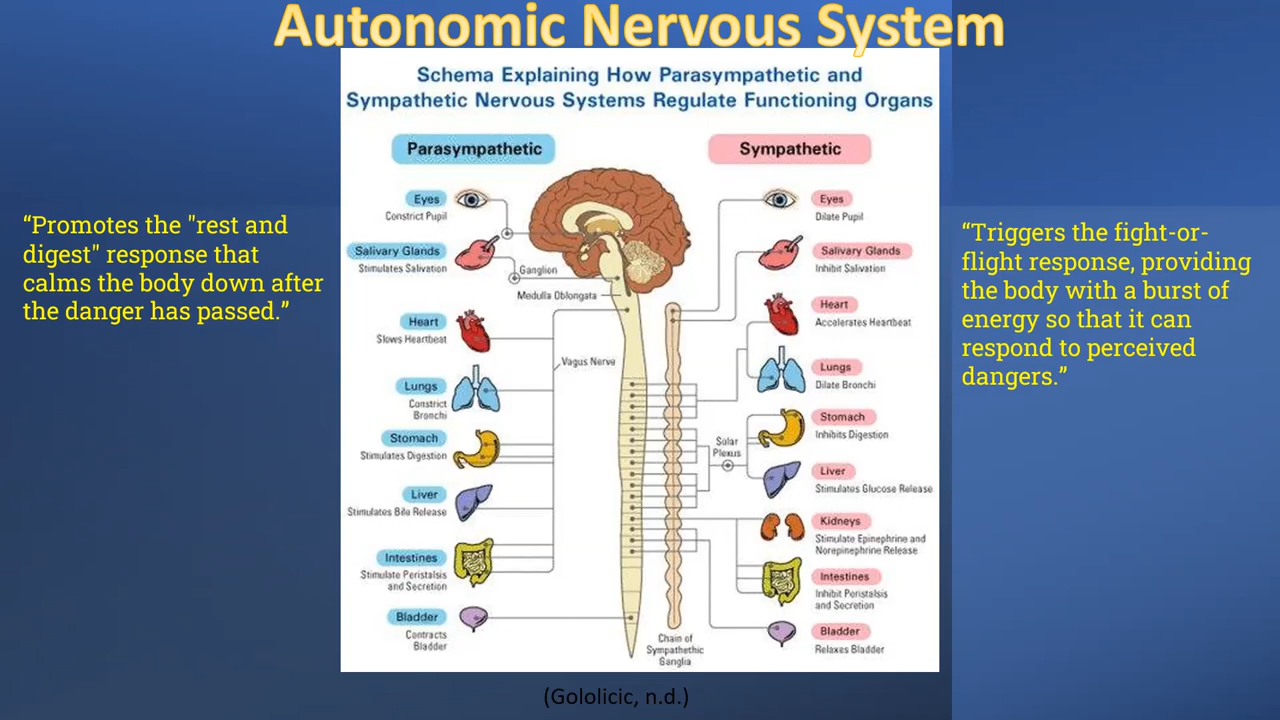 Autonomic Nervous System
Schema Explaining How Parasympathetic and
Sympathetic Nervous Systems Regulate Functioning Organs
“Promotes the "rest and
digest" response that
calms the body down after
the danger has passed.”
Parasympathetic
Eyes
Constrict Pupil
Salivary Glands
Stimulates Salivation
Heart
Slows Heartbeat
Lungs
Constrict
Bronchi
Stomach
Stimulates Digestion
Liver
Stimulates Bile Release
Intestines
Stimulate Peristalsis
and Secretion
Bladder
Contracts
Bladder
Ganglion
Medulla Oblongata
Vagus Nerve
Solar
Plexus
Chain of
Sympathethic
Ganglia
Sympathetic
Eyes
Dilate Pupil
Salivary Glands
Inhibit Salivation
Heart
Accelerates Heartbeat
Lungs
Dilate Bronchi
Stomach
Inhibits Digestion
Liver
Stimulates Glucose Release
Kidneys
Stimulate Epinephrine and
Norepinephrine Release
Intestines
Inhibit Peristalsis
and Secretion
Bladder
Relaxes Bladder
“Triggers the fight-or-
flight response, providing
the body with a burst of
energy so that it can
respond to perceived
dangers.”
(Gololicic, n.d.)